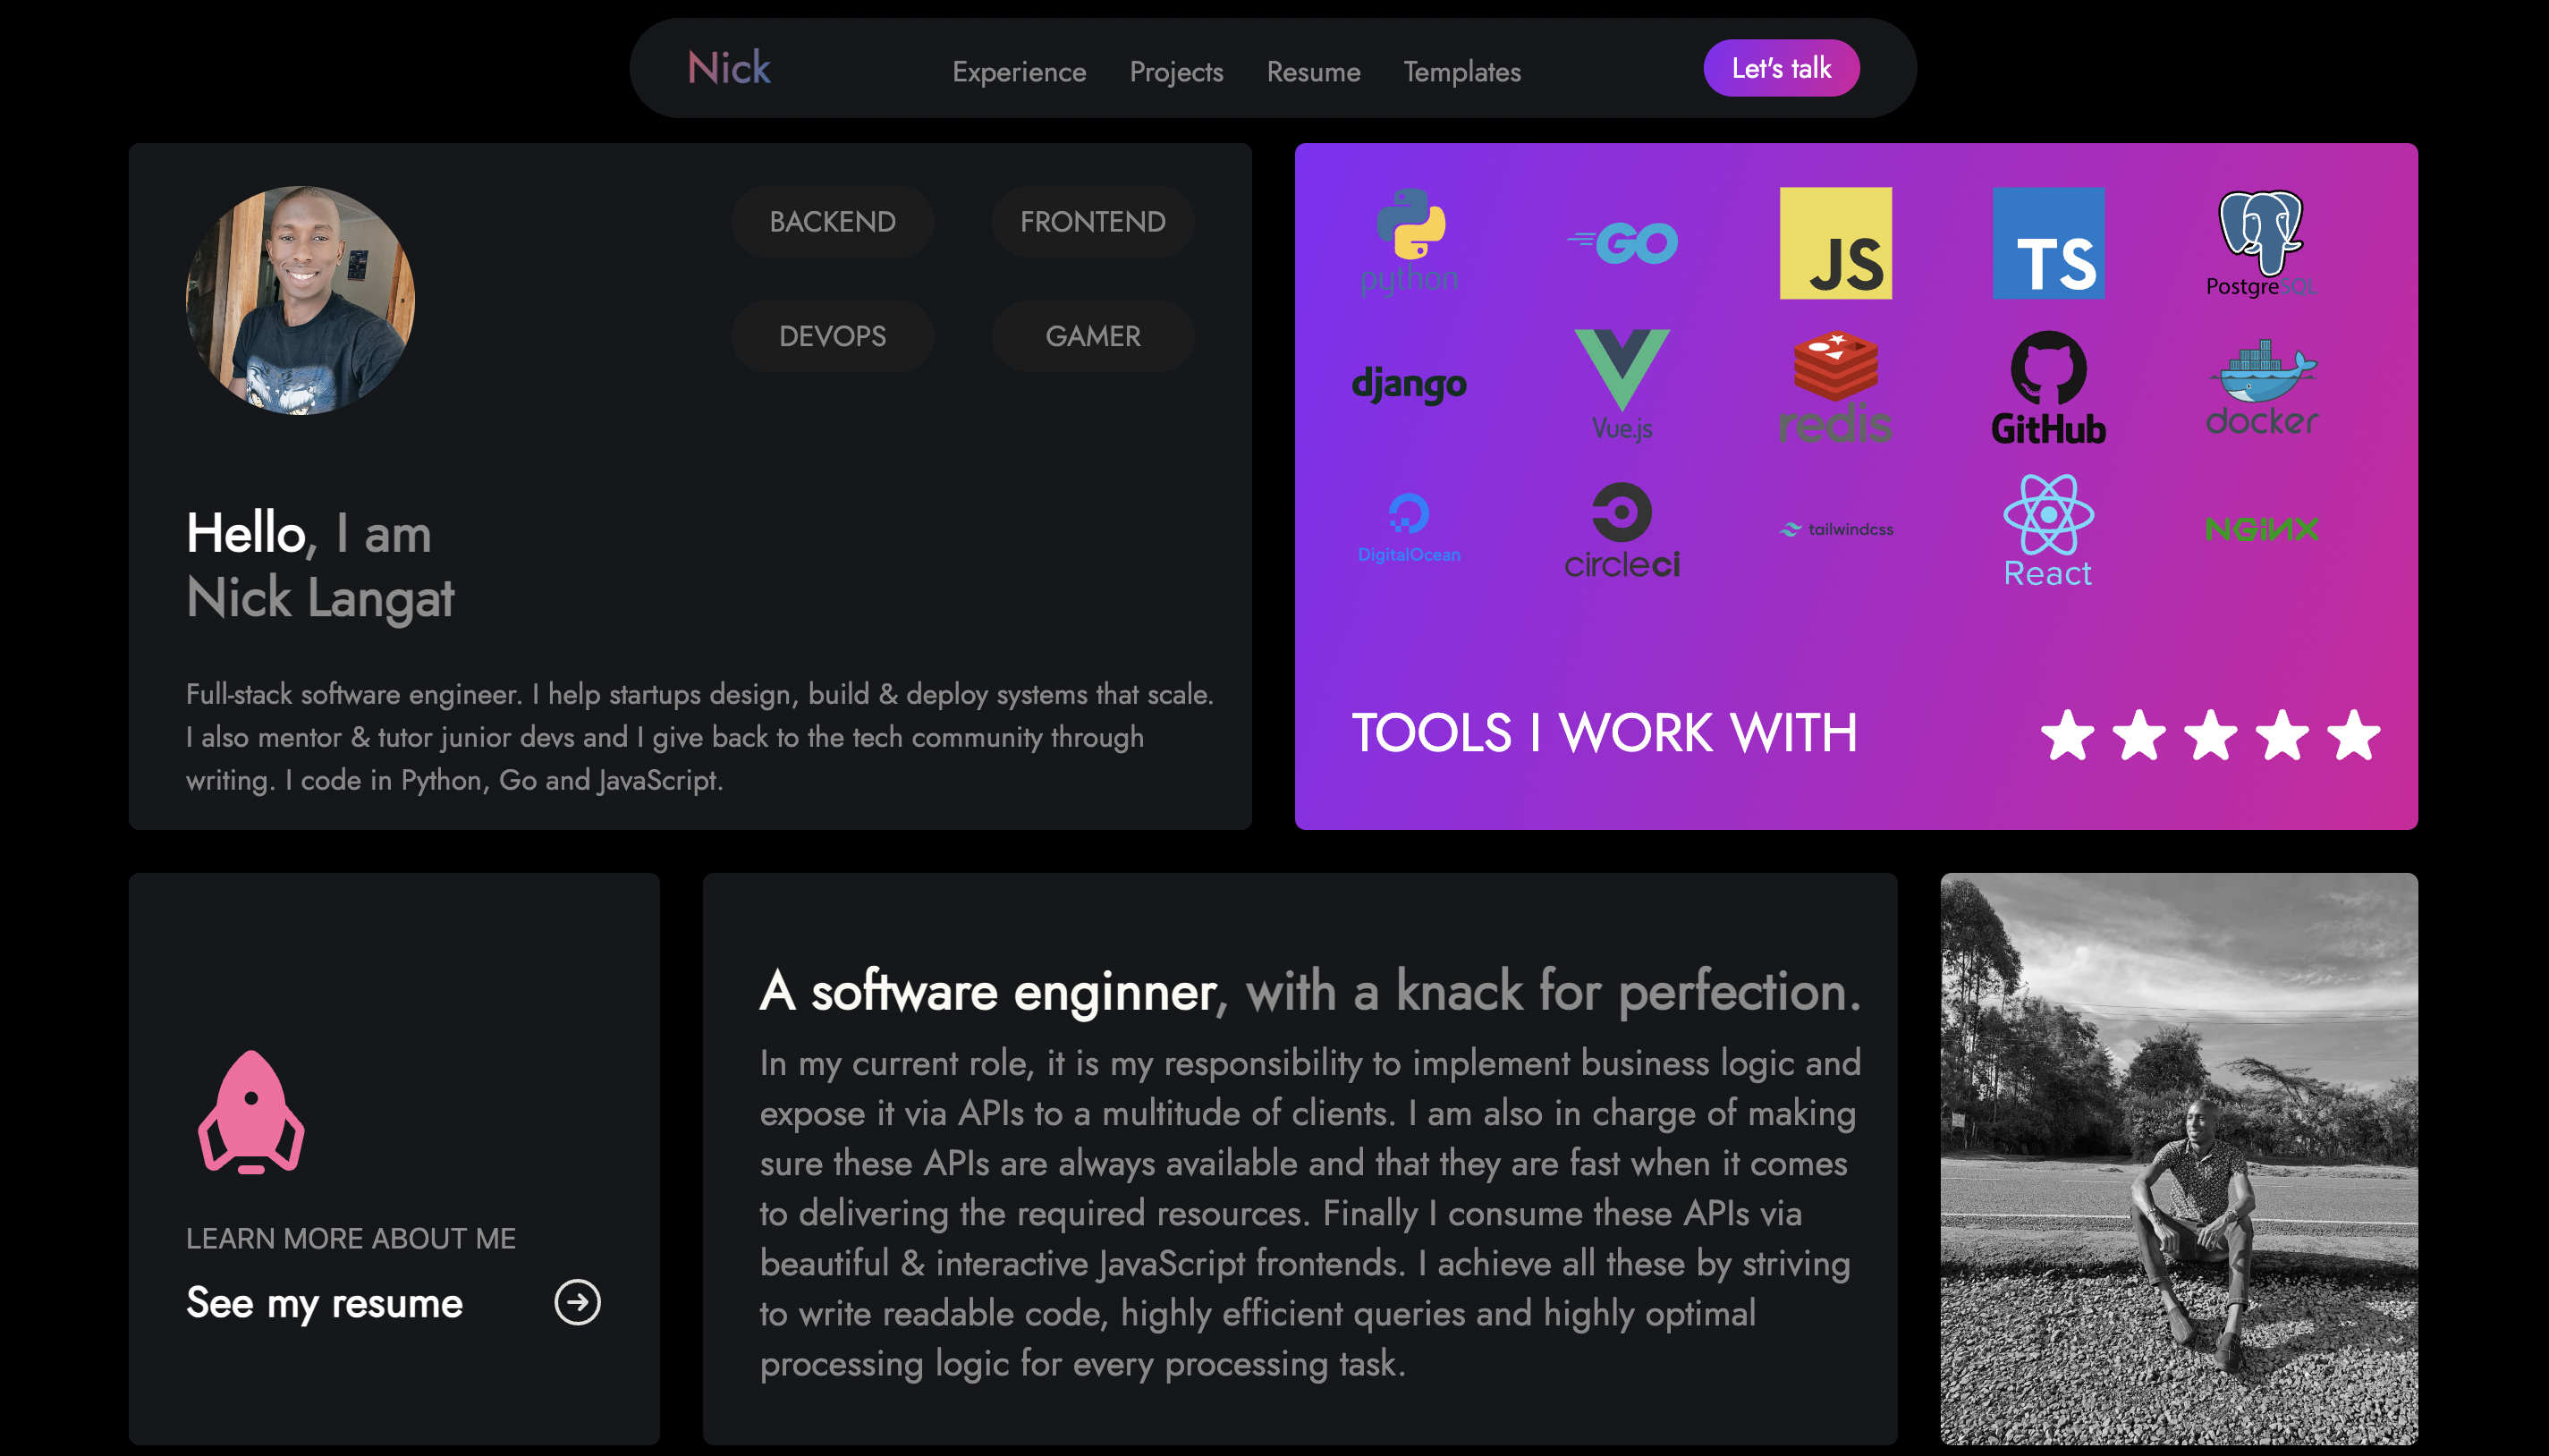 Nick
Experience Projects Resume Templates
Let's talk
BACKEND
FRONTEND
DEVOPS
GAMER
Hello, I am
Nick Langat
Full-stack software engineer. I help startups design, build & deploy systems that scale.
I also mentor & tutor junior devs and I give back to the tech community through
writing. I code in Python, Go and JavaScript.
python
GO
JS
TS
PostgreSQL
django
Vue.js
redis
GitHub
docker
DigitalOcean
circleci
tailwindcss
React
NGiNX
TOOLS I WORK WITH
LEARN MORE ABOUT ME
See my resume
A software enginner, with a knack for perfection.
In my current role, it is my responsibility to implement business logic and
expose it via APIs to a multitude of clients. I am also in charge of making
sure these APIs are always available and that they are fast when it comes
to delivering the required resources. Finally I consume these APIs via
beautiful & interactive JavaScript frontends. I achieve all these by striving
to write readable code, highly efficient queries and highly optimal
processing logic for every processing task.